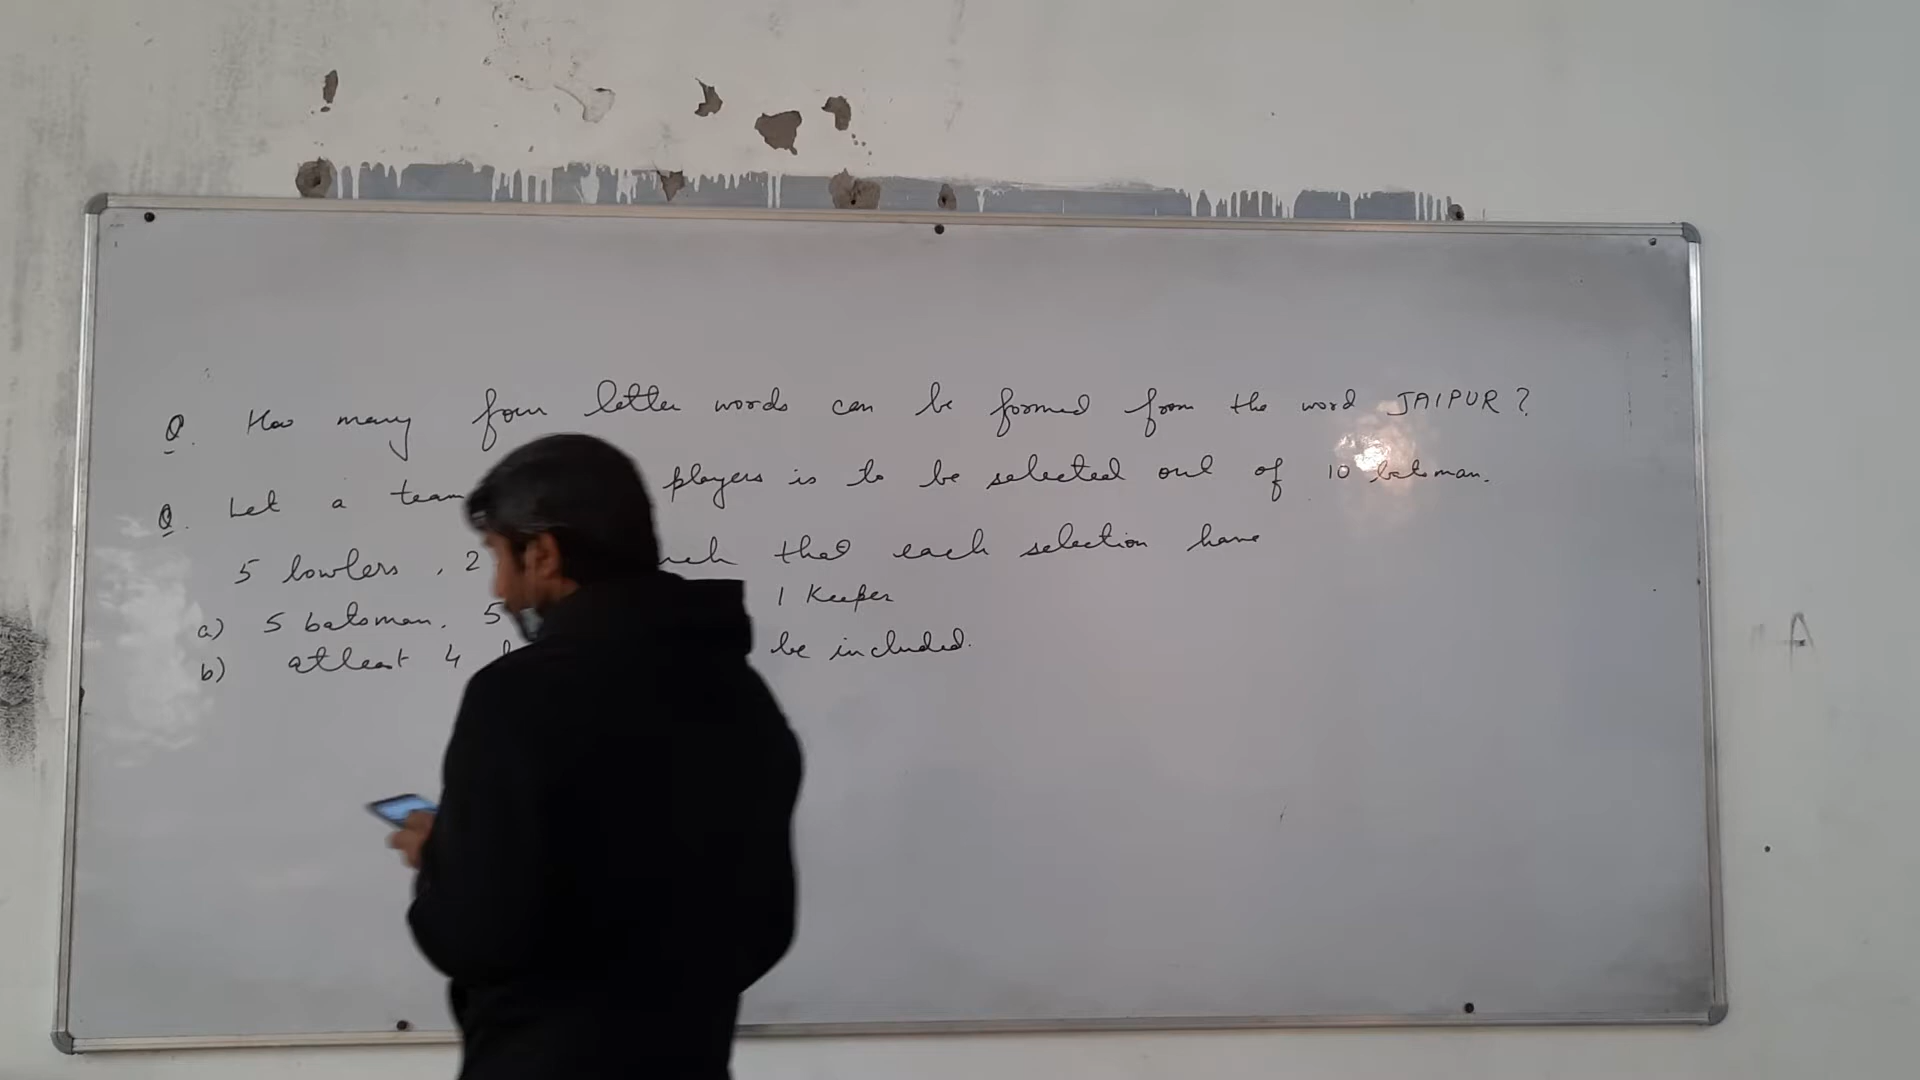 Q. How many four letter words can be formed from the word JAIPUR?
Q. Let a team players is to be selected out of 10 batsman.
5 bowlers, 2 that each selection have
a) 5 batsman. 5 1 Keeper
b) atleast 4 be included.
A